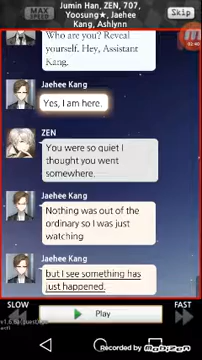 Jumin Han, ZEN, 707,
Yoosung★, Jaehee
Kang, Ashlynn
MAX
SPEED
Skip
Who are you? Reveal
yourself. Hey, Assistant
Kang.
Jaehee Kang
Yes, I am here.
ZEN
You were so quiet I
thought you went
somewhere.
Jaehee Kang
Nothing was out of the
ordinary so I was just
watching
Jaehee Kang
but I see something has
just happened.
SLOW
FAST
Play
Recorded by